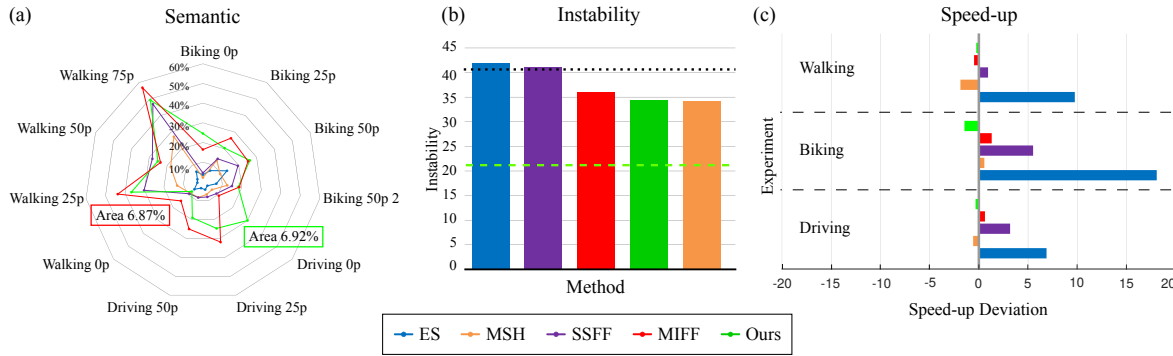 (a)
Semantic
Biking 0p
Biking 25p
Biking 50p
Biking 50p 2
Driving 0p
Driving 25p
Driving 50p
Walking 0p
Walking 25p
Walking 50p
Walking 75p
60%
50%
40%
30%
20%
10%
Area 6.87%
Area 6.92%
(b)
Instability
Instability
45
40
35
30
25
20
15
10
5
0
Method
(c)
Speed-up
Experiment
Walking
Biking
Driving
-20 -15 -10 -5 0 5 10 15 20
Speed-up Deviation
ES MSH SSFF MIFF Ours